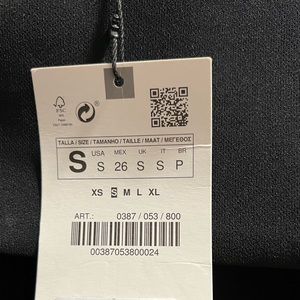 FSC
TALLA / SIZE / TAMANHO / TAILLE / MAAT / ΜΕΓΕΘΟΣ
USA MEX UK IT BR
S S 26 S S P
XS S M L XL
ART.: 0387 / 053 / 800
00387053800024